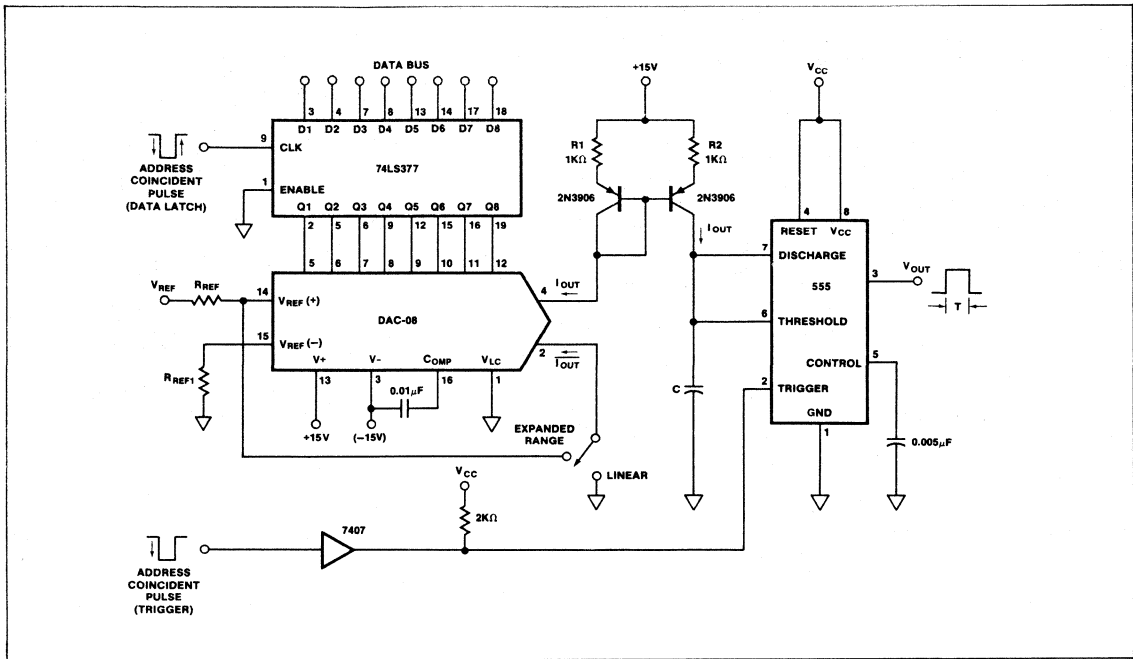 DATA BUS
3 4 7 8 13 14 17 18
D1 D2 D3 D4 D5 D6 D7 D8
9
CLK
74LS377
1
ENABLE
Q1 Q2 Q3 Q4 Q5 Q6 Q7 Q8
2 5 6 9 12 15 16 19
ADDRESS
COINCIDENT
PULSE
(DATA LATCH)
5 6 7 8 9 10 11 12
VREF
RREF
14
VREF (+)
DAC-08
15
VREF (–)
RREF1
V+
V–
COMP
VLC
13
3
16
1
0.01µF
+15V
(–15V)
4
IOUT
2
IOUT
EXPANDED
RANGE
LINEAR
+15V
R1
1KΩ
R2
1KΩ
2N3906
2N3906
IOUT
C
VCC
4
8
RESET
VCC
7
DISCHARGE
555
3
VOUT
T
6
THRESHOLD
CONTROL
5
2
TRIGGER
GND
1
0.005µF
VCC
2KΩ
7407
ADDRESS
COINCIDENT
PULSE
(TRIGGER)